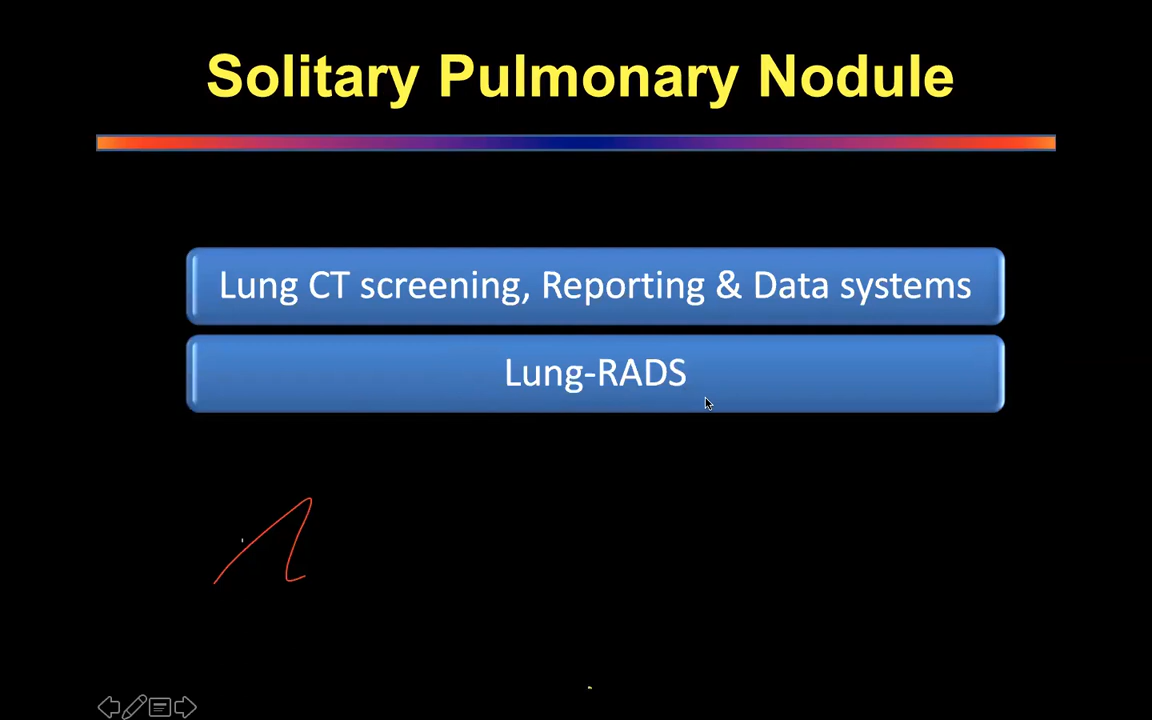 Solitary Pulmonary Nodule
Lung CT screening, Reporting & Data systems
Lung-RADS